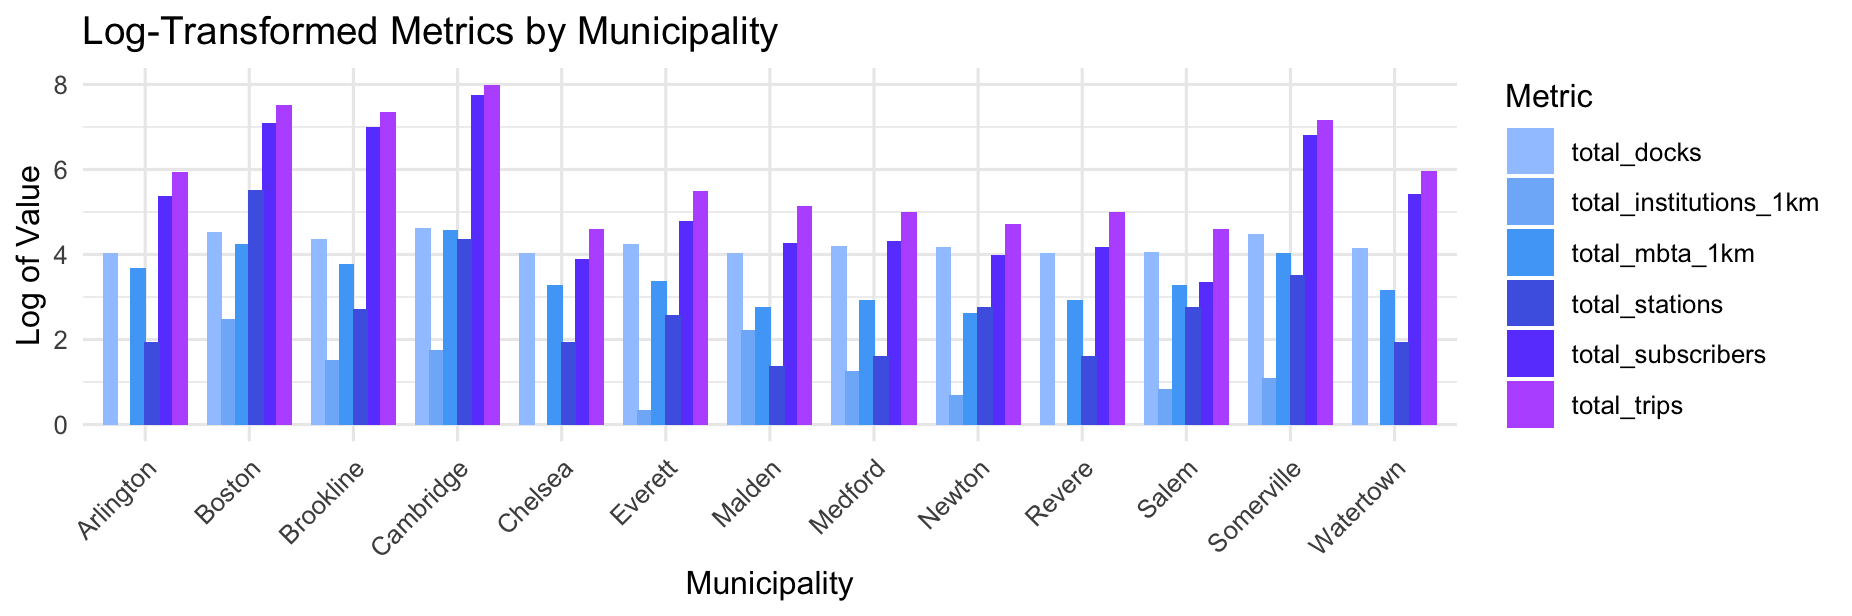 Log-Transformed Metrics by Municipality
Log of Value
8
6
4
2
0
Arlington
Boston
Brookline
Cambridge
Chelsea
Everett
Malden
Medford
Newton
Revere
Salem
Somerville
Watertown
Municipality
Metric
total_docks
total_institutions_1km
total_mbta_1km
total_stations
total_subscribers
total_trips